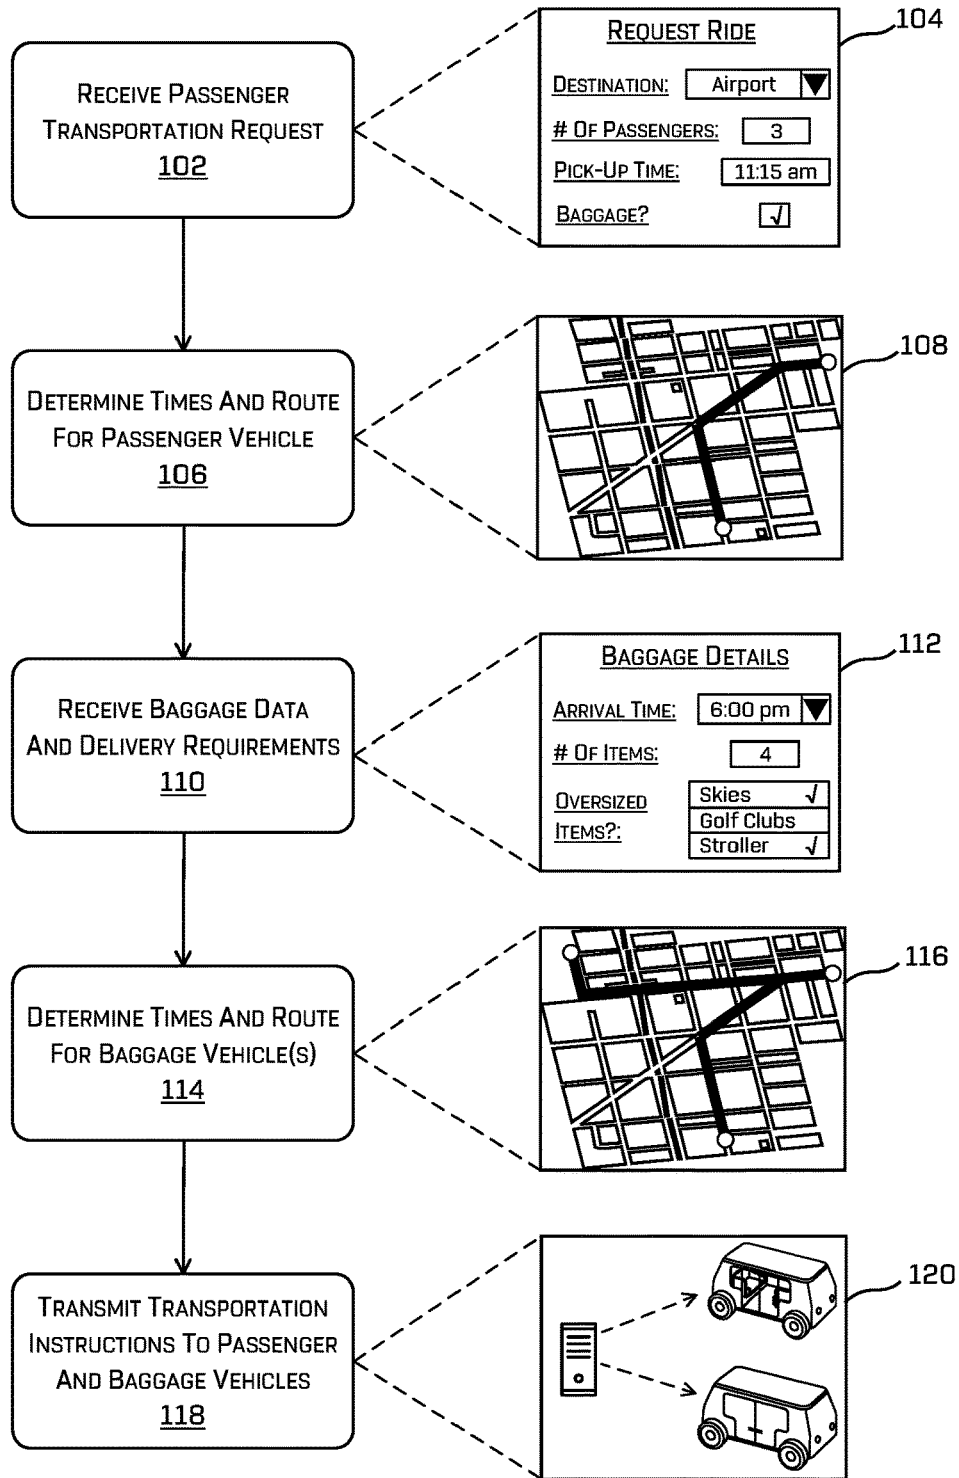 RECEIVE PASSENGER
TRANSPORTATION REQUEST
102
REQUEST RIDE
104
DESTINATION: Airport
# OF PASSENGERS: 3
PICK-UP TIME: 11:15 am
BAGGAGE? √
DETERMINE TIMES AND ROUTE
FOR PASSENGER VEHICLE
106
108
RECEIVE BAGGAGE DATA
AND DELIVERY REQUIREMENTS
110
BAGGAGE DETAILS
112
ARRIVAL TIME: 6:00 pm
# OF ITEMS: 4
OVERSIZED
ITEMS?:
Skies √
Golf Clubs
Stroller √
DETERMINE TIMES AND ROUTE
FOR BAGGAGE VEHICLE(S)
114
116
TRANSMIT TRANSPORTATION
INSTRUCTIONS TO PASSENGER
AND BAGGAGE VEHICLES
118
120